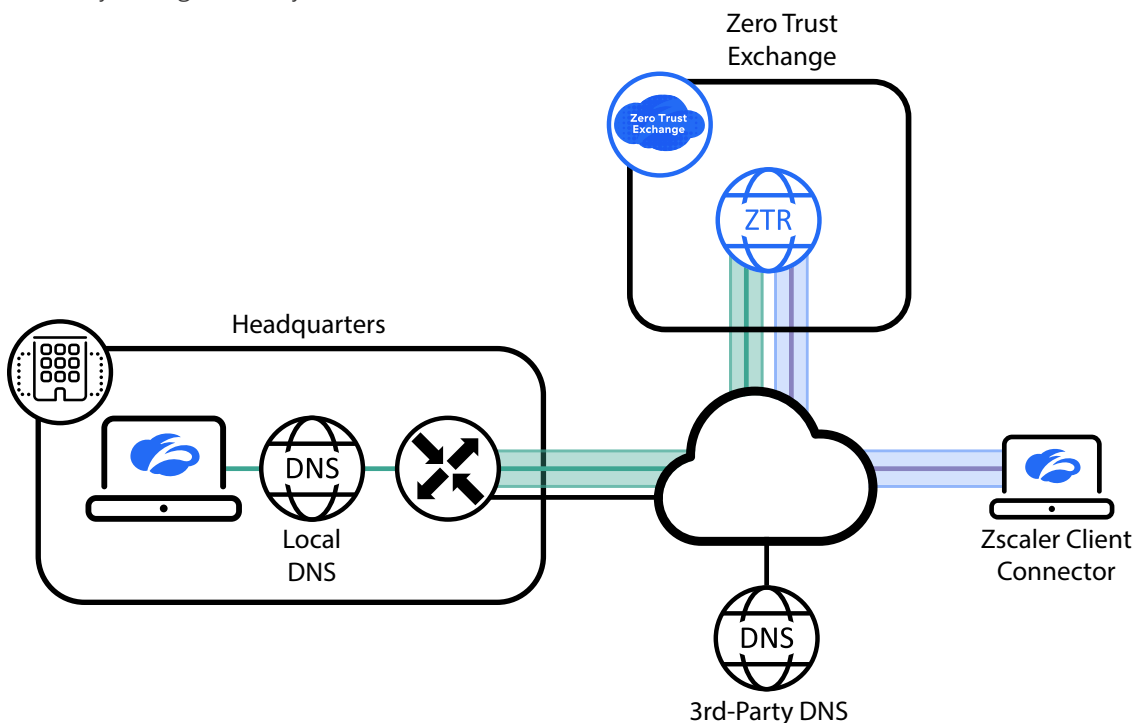 Zero Trust
Exchange
Zero Trust
Exchange
ZTR
Headquarters
DNS
Local
DNS
Zscaler Client
Connector
DNS
3rd-Party DNS